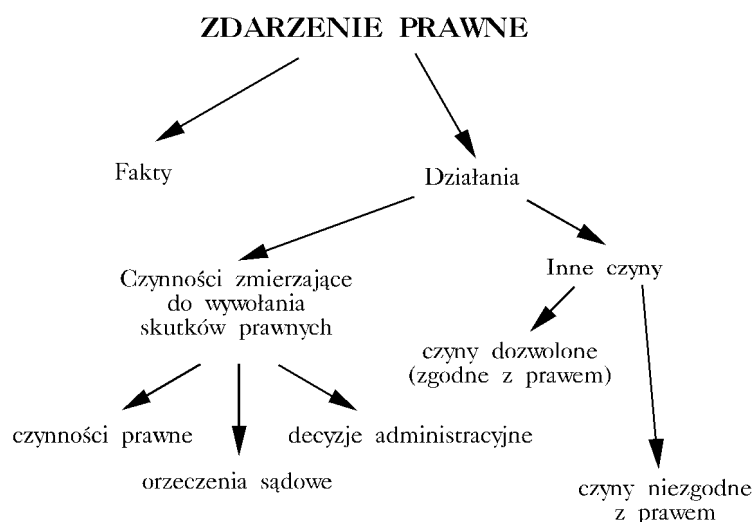 ZDARZENIE PRAWNE
Fakty
Działania
Czynności zmierzające
do wywołania
skutków prawnych
Inne czyny
czyny dozwolone
(zgodne z prawem)
czynności prawne
decyzje administracyjne
orzeczenia sądowe
czyny niezgodne
z prawem